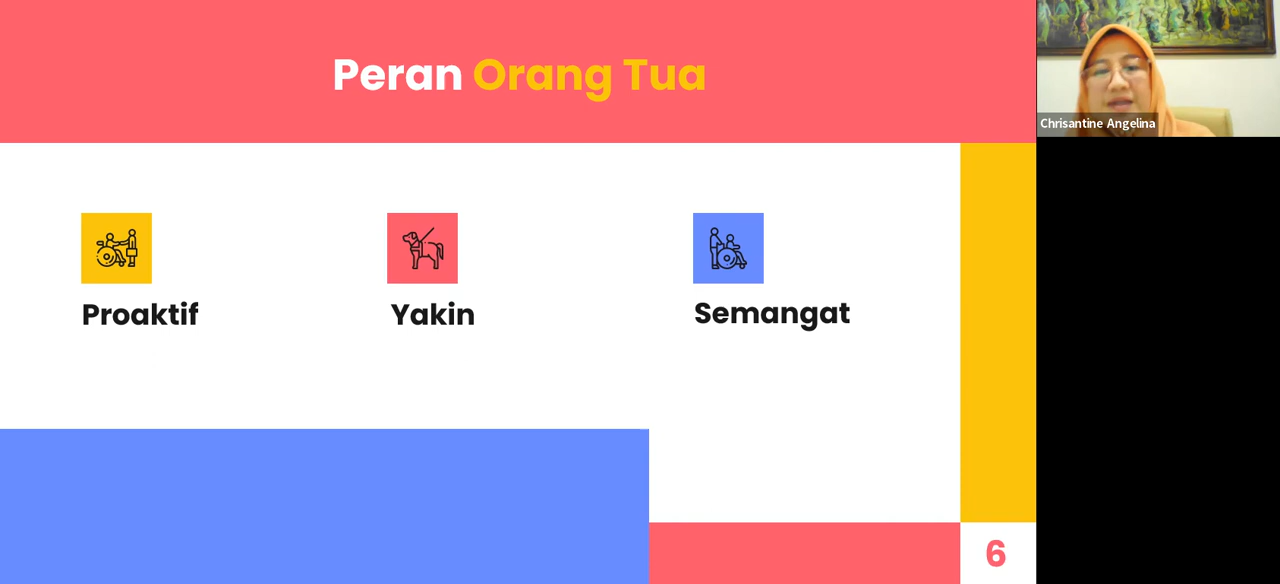 Peran Orang Tua
Chrisantine Angelina
Proaktif
Yakin
Semangat
6